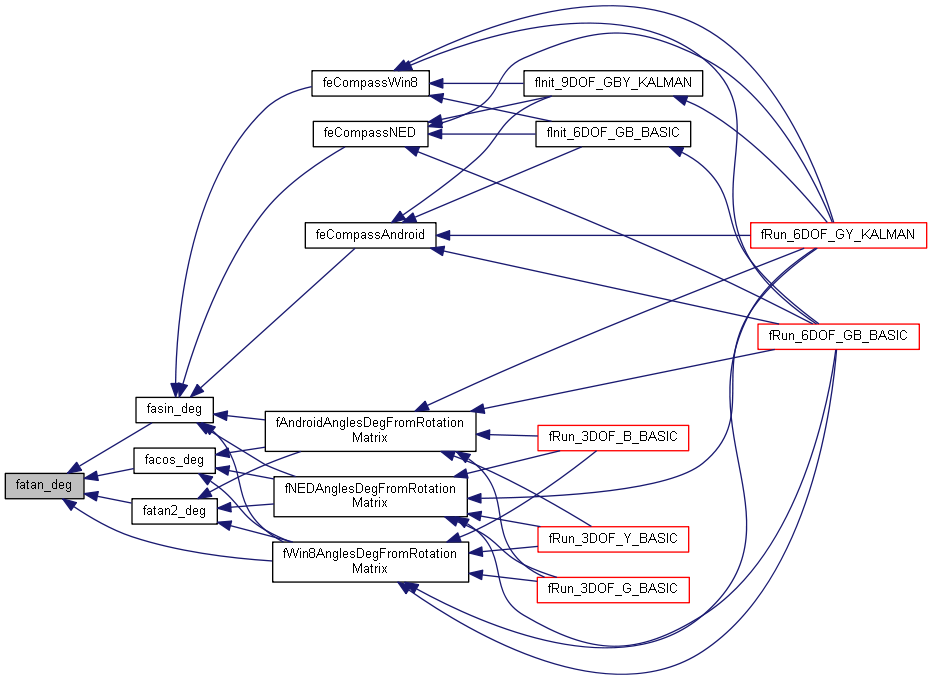 feCompassWin8
fInit_9DOF_GBY_KALMAN
feCompassNED
fInit_6DOF_GB_BASIC
feCompassAndroid
fRun_6DOF_GY_KALMAN
fRun_6DOF_GB_BASIC
fasin_deg
fAndroidAnglesDegFromRotation
Matrix
fRun_3DOF_B_BASIC
facos_deg
fatan_deg
fNEDAnglesDegFromRotation
Matrix
fatan2_deg
fRun_3DOF_Y_BASIC
fWin8AnglesDegFromRotation
Matrix
fRun_3DOF_G_BASIC